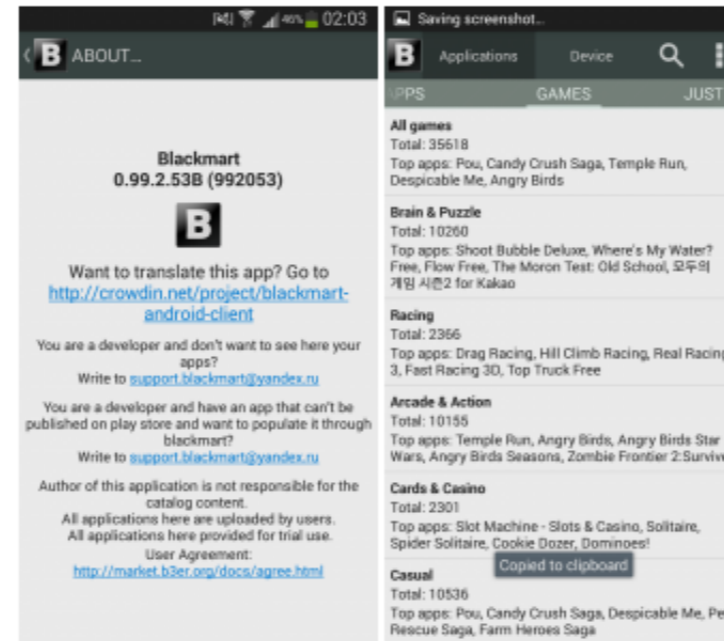 46% 02:03
B ABOUT...
Blackmart
0.99.2.53B (992053)
B
Want to translate this app? Go to
http://crowdin.net/project/blackmart-
android-client
You are a developer and don't want to see here your
apps?
Write to support.blackmart@yandex.ru
You are a developer and have an app that can't be
published on play store and want to populate it through
blackmart?
Write to support.blackmart@yandex.ru
Author of this application is not responsible for the
catalog content.
All applications here are uploaded by users.
All applications here provided for trial use.
User Agreement:
http://market.b3er.org/docs/agree.html
Saving screenshot...
B Applications Device
APPS GAMES JUST
All games
Total: 35618
Top apps: Pou, Candy Crush Saga, Temple Run,
Despicable Me, Angry Birds
Brain & Puzzle
Total: 10260
Top apps: Shoot Bubble Deluxe, Where's My Water?
Free, Flow Free, The Moron Test: Old School, 모두의
게임 시즌2 for Kakao
Racing
Total: 2366
Top apps: Drag Racing, Hill Climb Racing, Real Racing
3, Fast Racing 3D, Top Truck Free
Arcade & Action
Total: 10155
Top apps: Temple Run, Angry Birds, Angry Birds Star
Wars, Angry Birds Seasons, Zombie Frontier 2:Survive
Cards & Casino
Total: 2301
Top apps: Slot Machine - Slots & Casino, Solitaire,
Spider Solitaire, Cookie Dozer, Dominoes!
Copied to clipboard
Casual
Total: 10536
Top apps: Pou, Candy Crush Saga, Despicable Me, Pe
Rescue Saga, Farm Heroes Saga